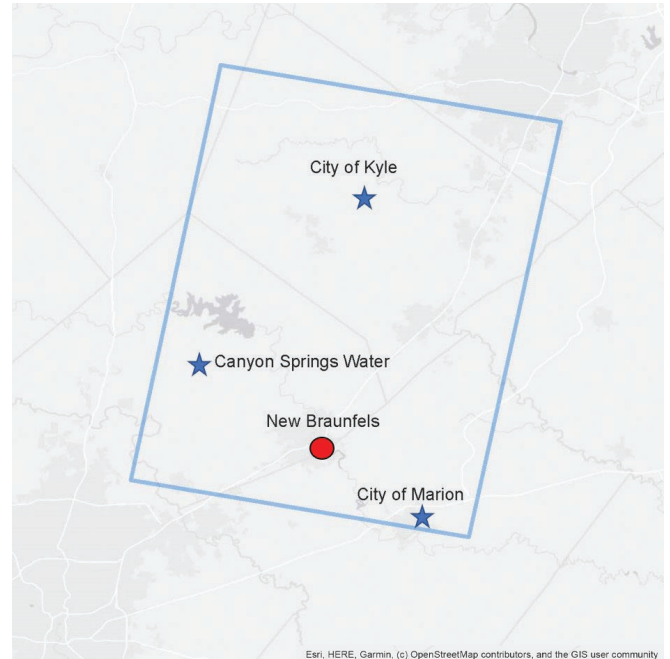 City of Kyle
Canyon Springs Water
New Braunfels
City of Marion
Esri, HERE, Garmin, (c) OpenStreetMap contributors, and the GIS user community